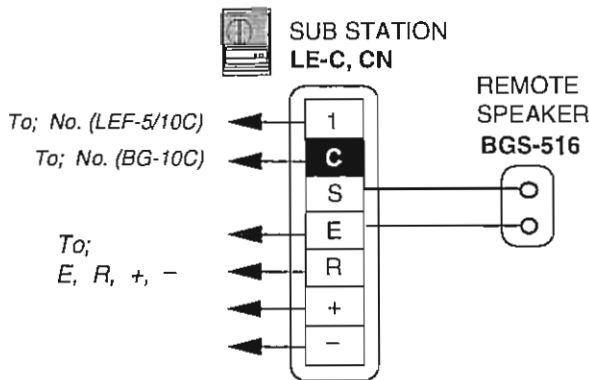 SUB STATION
LE-C, CN
REMOTE
SPEAKER
BGS-516
To; No. (LEF-5/10C)
To; No. (BG-10C)
To;
E, R, +, −
1
C
S
E
R
+
−